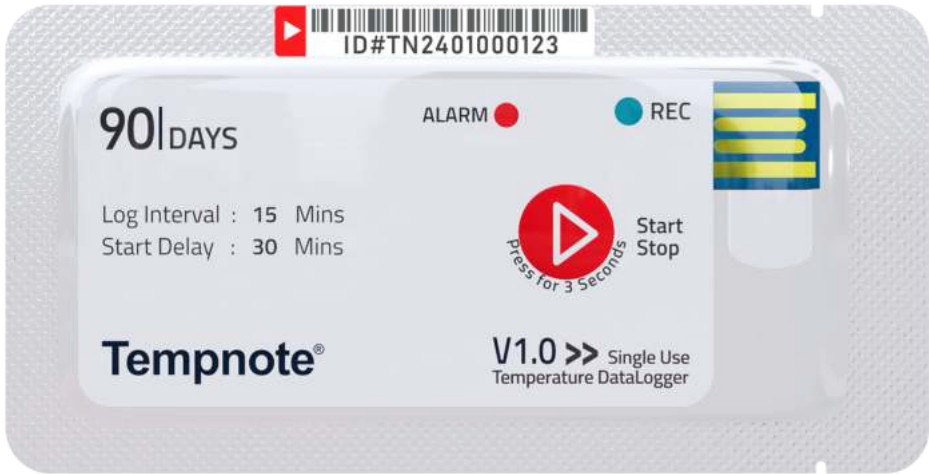 ID#TN2401000123
90 DAYS
ALARM
REC
Log Interval : 15 Mins
Start Delay : 30 Mins
Start
Stop
Press for 3 Seconds
Tempnote®
V1.0 >> Single Use
Temperature DataLogger